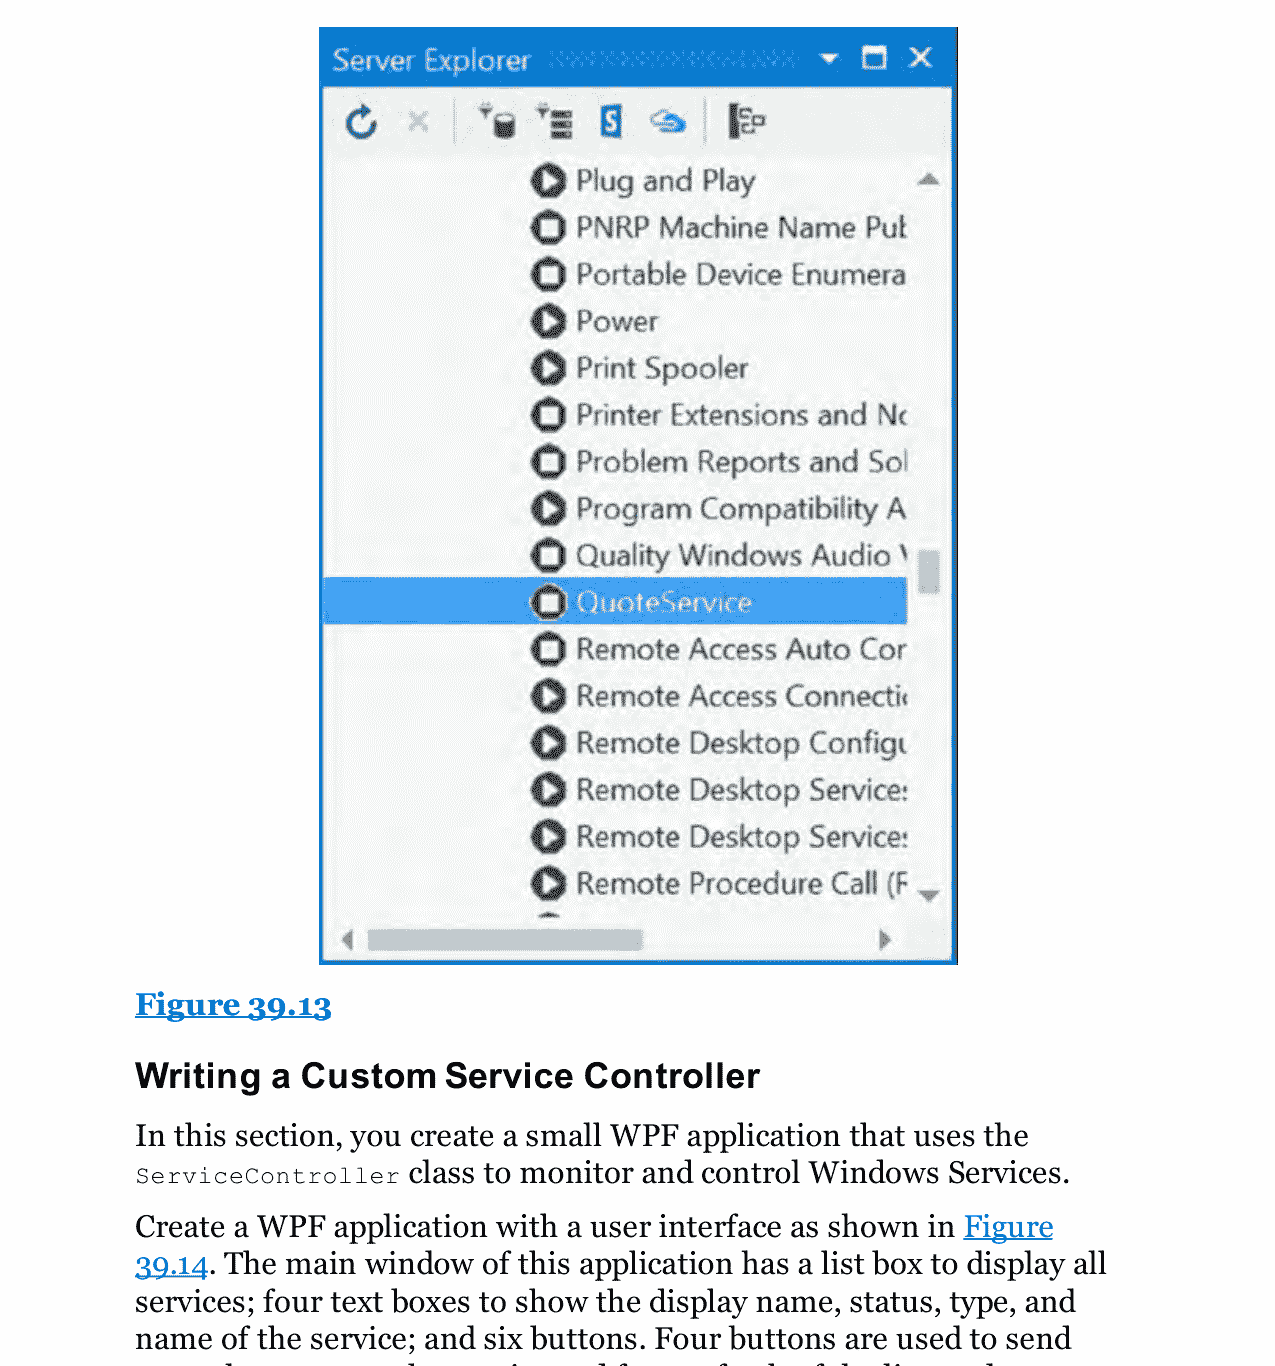 Server Explorer
Plug and Play
PNRP Machine Name Pub
Portable Device Enumera
Power
Print Spooler
Printer Extensions and No
Problem Reports and Sol
Program Compatibility A
Quality Windows Audio
QuoteService
Remote Access Auto Con
Remote Access Connectio
Remote Desktop Configu
Remote Desktop Services
Remote Desktop Services
Remote Procedure Call (R
Figure 39.13
Writing a Custom Service Controller
In this section, you create a small WPF application that uses the
ServiceController class to monitor and control Windows Services.
Create a WPF application with a user interface as shown in Figure
39.14. The main window of this application has a list box to display all
services; four text boxes to show the display name, status, type, and
name of the service; and six buttons. Four buttons are used to send